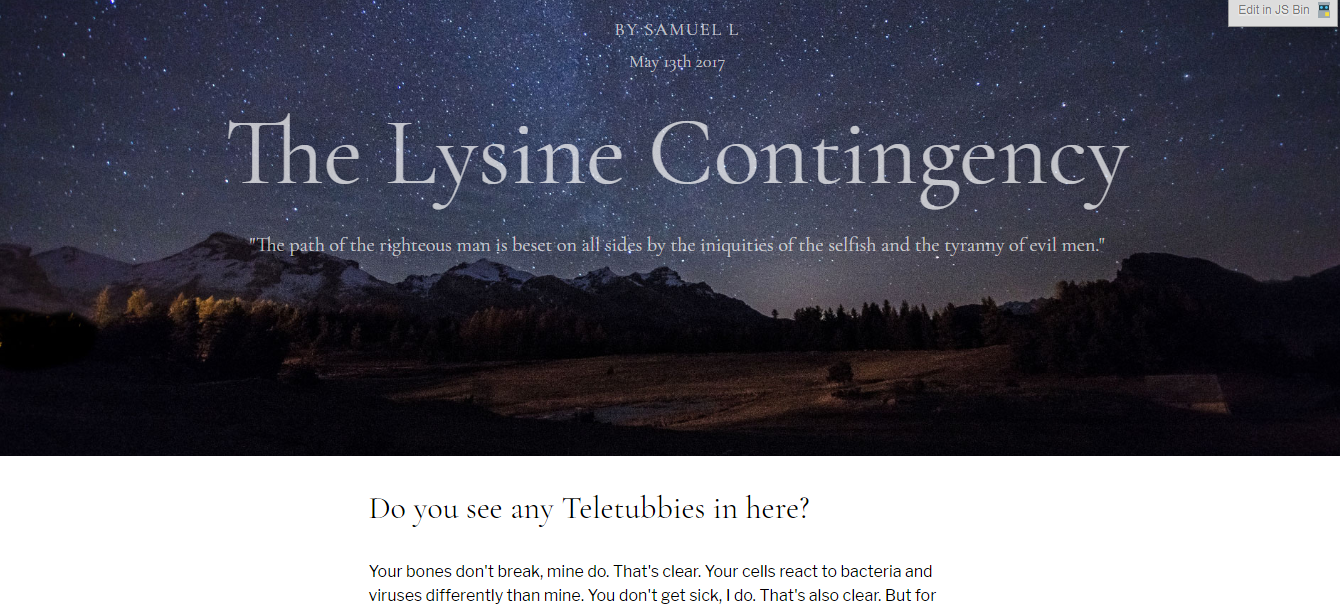 Edit in JS Bin
BY SAMUEL L
May 13th 2017
The Lysine Contingency
"The path of the righteous man is beset on all sides by the iniquities of the selfish and the tyranny of evil men."
Do you see any Teletubbies in here?
Your bones don't break, mine do. That's clear. Your cells react to bacteria and
viruses differently than mine. You don't get sick, I do. That's also clear. But for